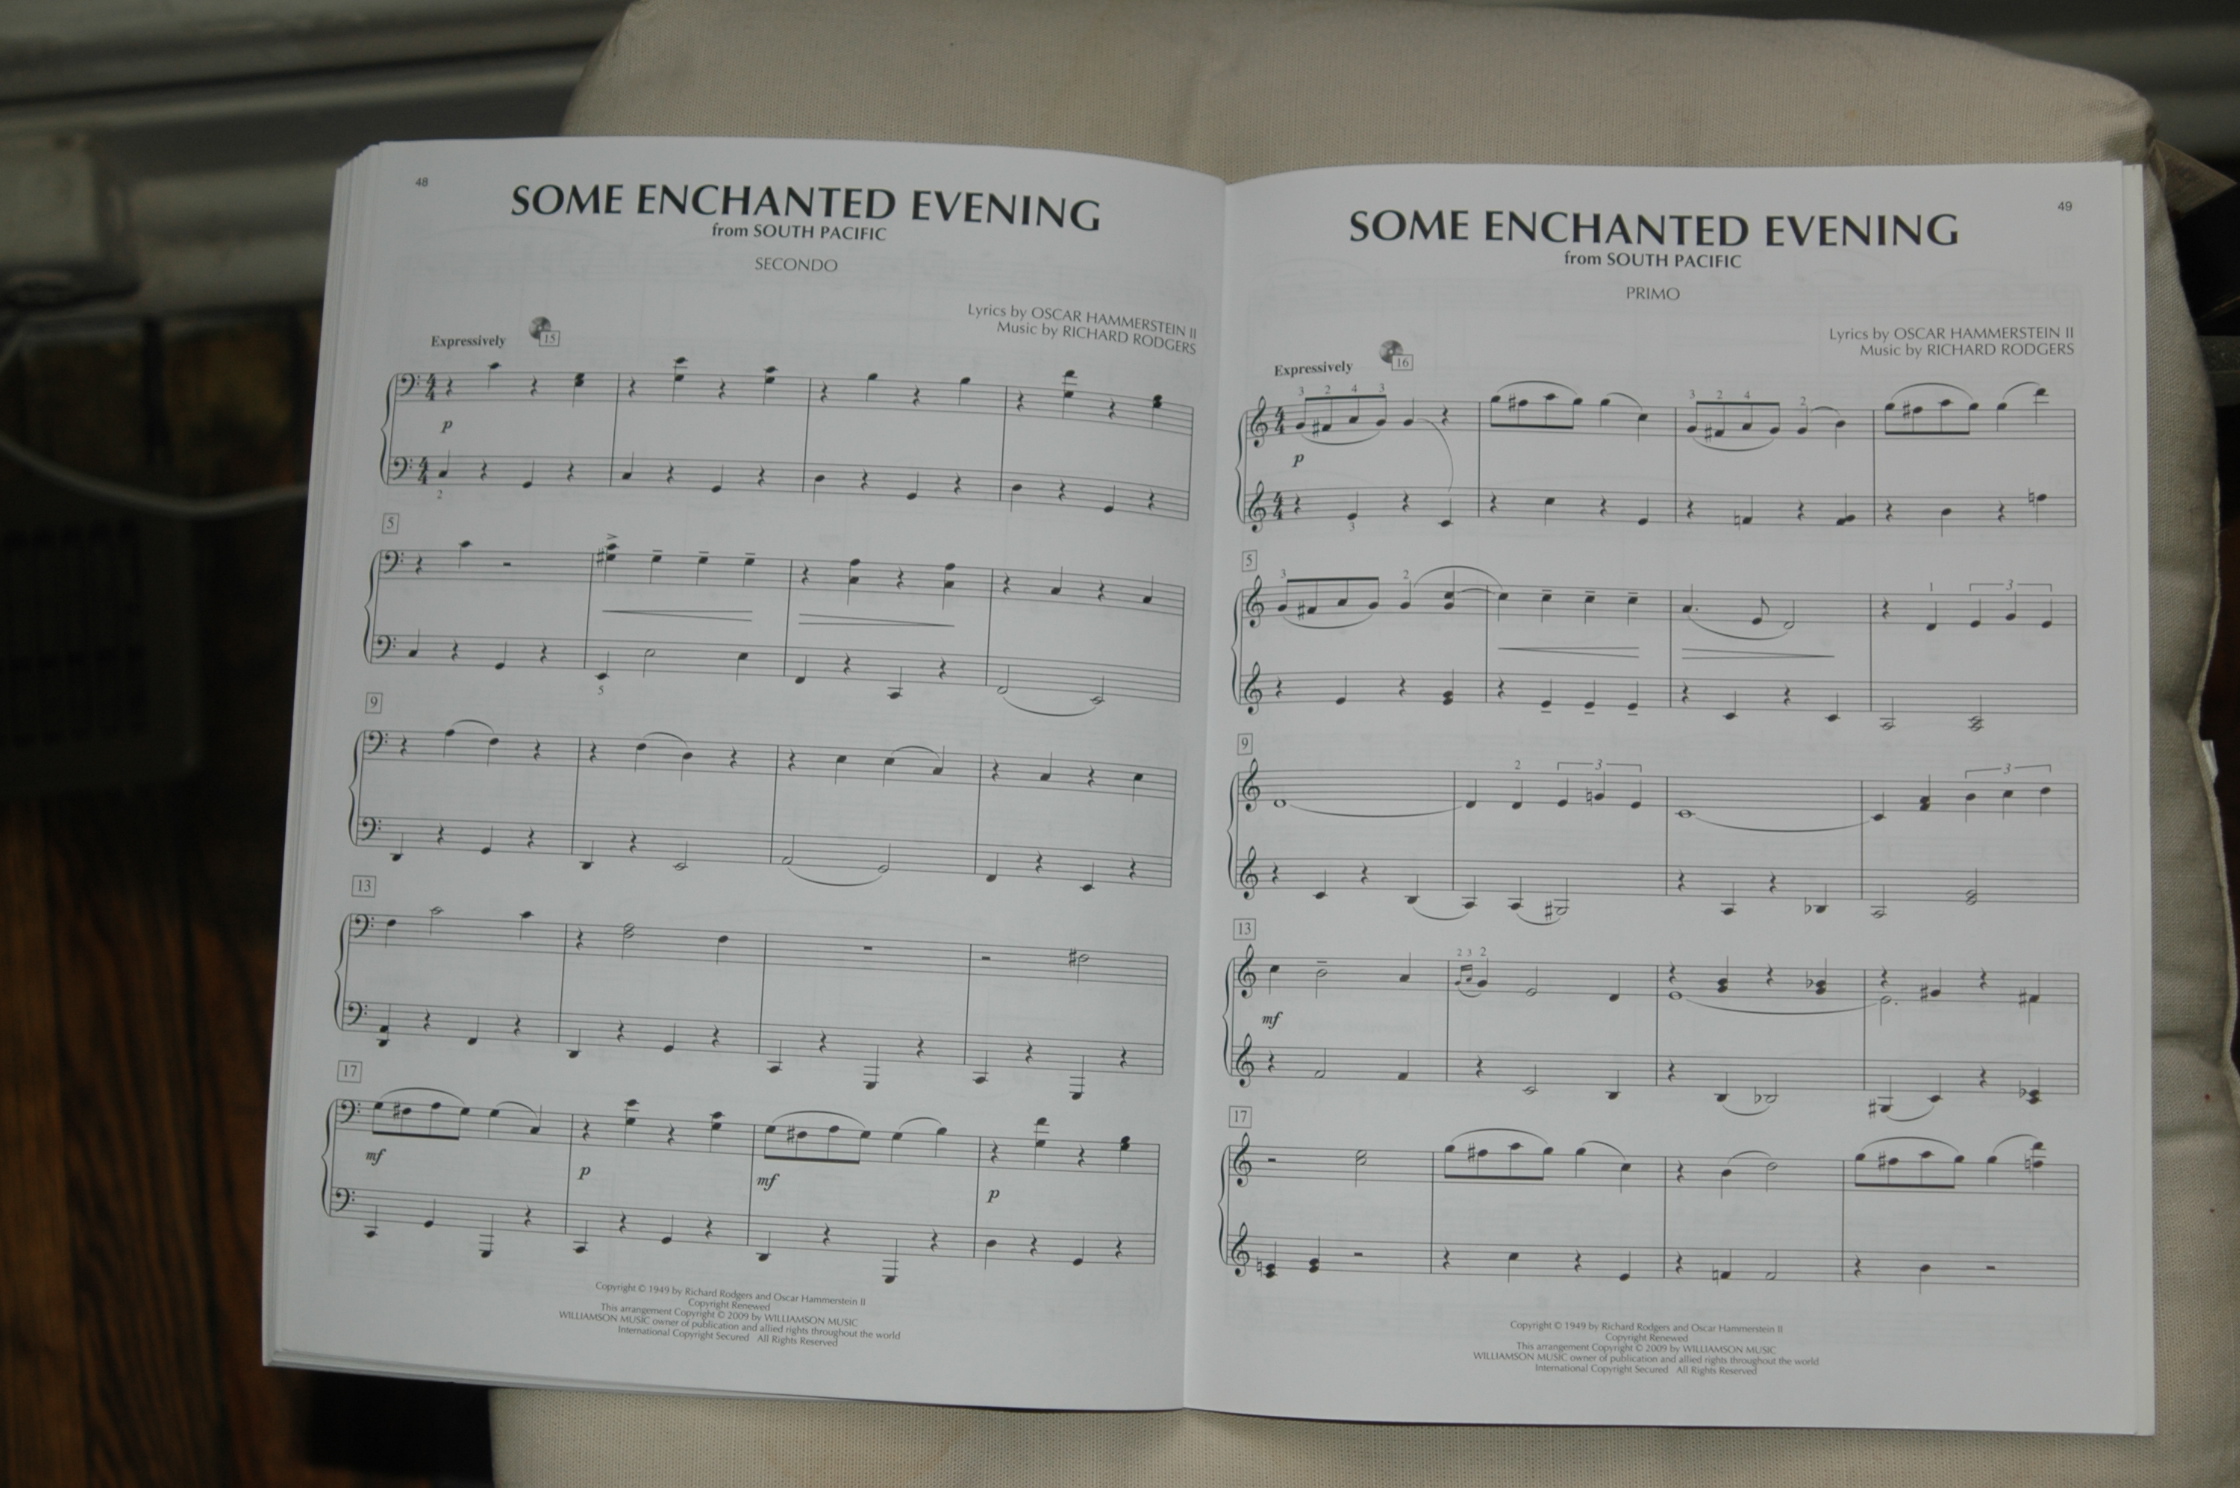 48
SOME ENCHANTED EVENING
from SOUTH PACIFIC
SECONDO
Lyrics by OSCAR HAMMERSTEIN II
Music by RICHARD RODGERS
Expressively
15
4
4
p
4
4
2
5
5
9
13
17
mf
p
mf
p
Copyright © 1949 by Richard Rodgers and Oscar Hammerstein II
Copyright Renewed
This arrangement Copyright © 2009 by WILLIAMSON MUSIC
WILLIAMSON MUSIC owner of publication and allied rights throughout the world
International Copyright Secured All Rights Reserved
49
SOME ENCHANTED EVENING
from SOUTH PACIFIC
PRIMO
Lyrics by OSCAR HAMMERSTEIN II
Music by RICHARD RODGERS
Expressively
16
3 2 4 3 3 2 4 2
4
4
p
4
4
3
5
3 2 1 3
9
2 3 3
13
2 3 2
mf
17
Copyright © 1949 by Richard Rodgers and Oscar Hammerstein II
Copyright Renewed
This arrangement Copyright © 2009 by WILLIAMSON MUSIC
WILLIAMSON MUSIC owner of publication and allied rights throughout the world
International Copyright Secured All Rights Reserved